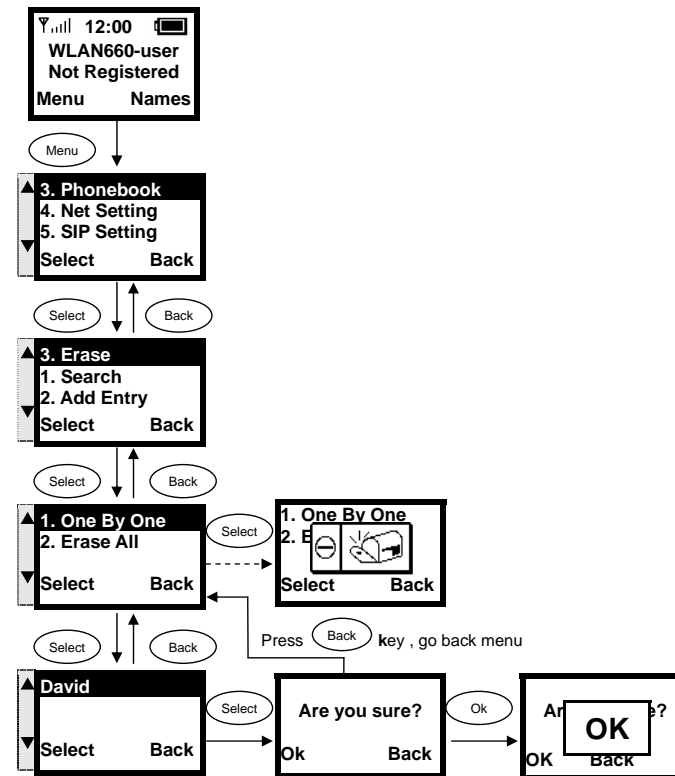 12:00
WLAN660-user
Not Registered
Menu Names
Menu
3. Phonebook
4. Net Setting
5. SIP Setting
Select Back
Select Back
3. Erase
1. Search
2. Add Entry
Select Back
Select Back
1. One By One
2. Erase All
Select Back
Select
1. One By One
2. E
Select Back
Select Back
Press Back key , go back menu
David
Select Back
Select
Are you sure?
Ok Back
Ok
Ar e?
OK
OK Back